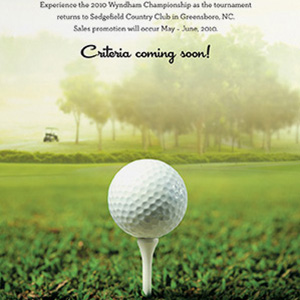 Experience the 2010 Wyndham Championship as the tournament
returns to Sedgefield Country Club in Greensboro, NC.
Sales promotion will occur May - June, 2010.
Criteria coming soon!